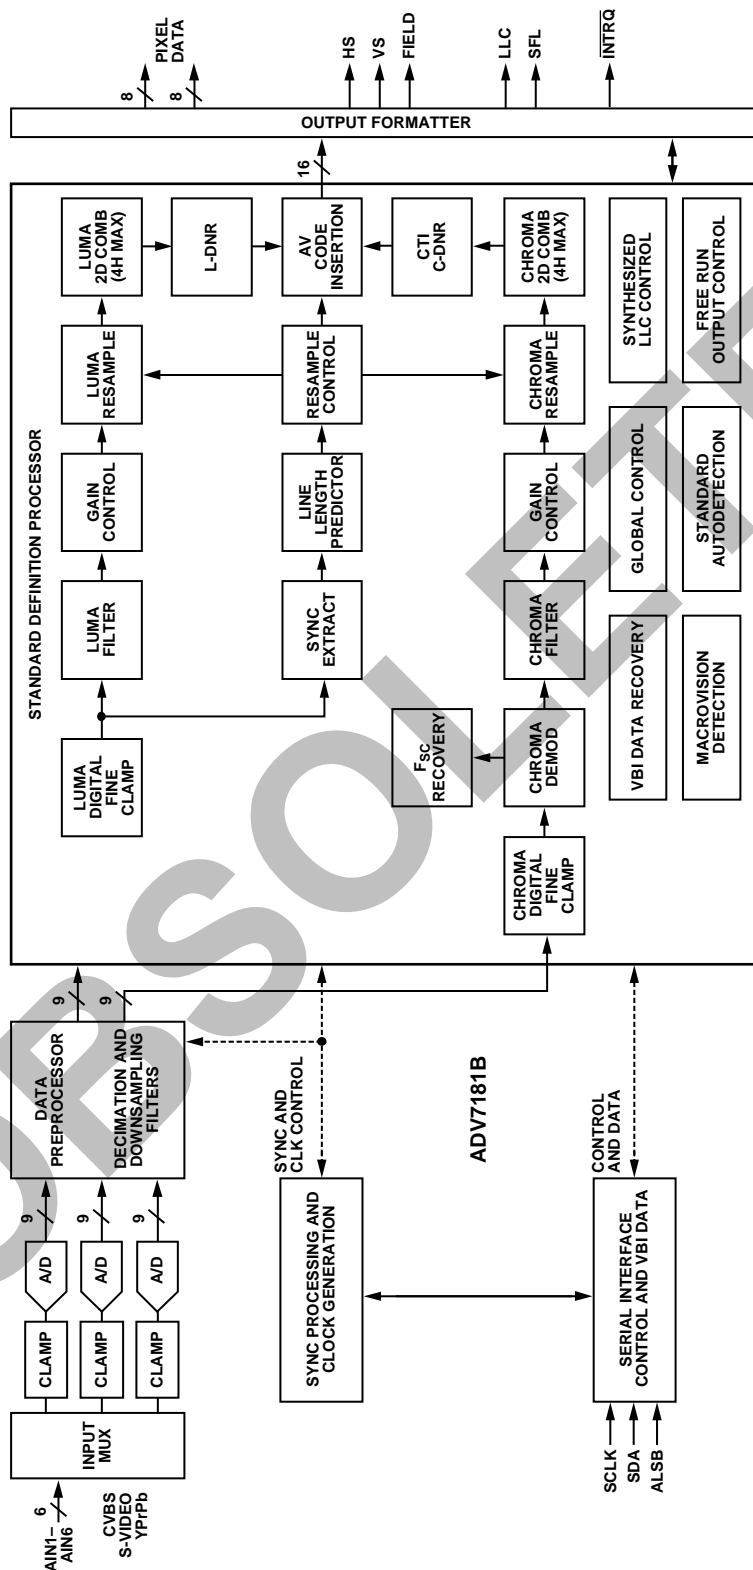 AIN1–
AIN6
6
CVBS
S-VIDEO
YPrPb
INPUT
MUX
CLAMP
CLAMP
CLAMP
A/D
A/D
A/D
9
9
9
DATA
PREPROCESSOR
DECIMATION AND
DOWNSAMPLING
FILTERS
9
9
STANDARD DEFINITION PROCESSOR
LUMA
DIGITAL
FINE
CLAMP
LUMA
FILTER
GAIN
CONTROL
LUMA
RESAMPLE
LUMA
2D COMB
(4H MAX)
L-DNR
SYNC
EXTRACT
LINE
LENGTH
PREDICTOR
RESAMPLE
CONTROL
AV
CODE
INSERTION
16
FSC
RECOVERY
CTI
C-DNR
CHROMA
DIGITAL
FINE
CLAMP
CHROMA
DEMOD
CHROMA
FILTER
GAIN
CONTROL
CHROMA
RESAMPLE
CHROMA
2D COMB
(4H MAX)
VBI DATA RECOVERY
GLOBAL CONTROL
SYNTHESIZED
LLC CONTROL
MACROVISION
DETECTION
STANDARD
AUTODETECTION
FREE RUN
OUTPUT CONTROL
OUTPUT FORMATTER
8
8
PIXEL
DATA
HS
VS
FIELD
LLC
SFL
INTRQ
SYNC PROCESSING AND
CLOCK GENERATION
SYNC AND
CLK CONTROL
ADV7181B
SCLK
SDA
ALSB
SERIAL INTERFACE
CONTROL AND VBI DATA
CONTROL
AND DATA
OBSOLETE